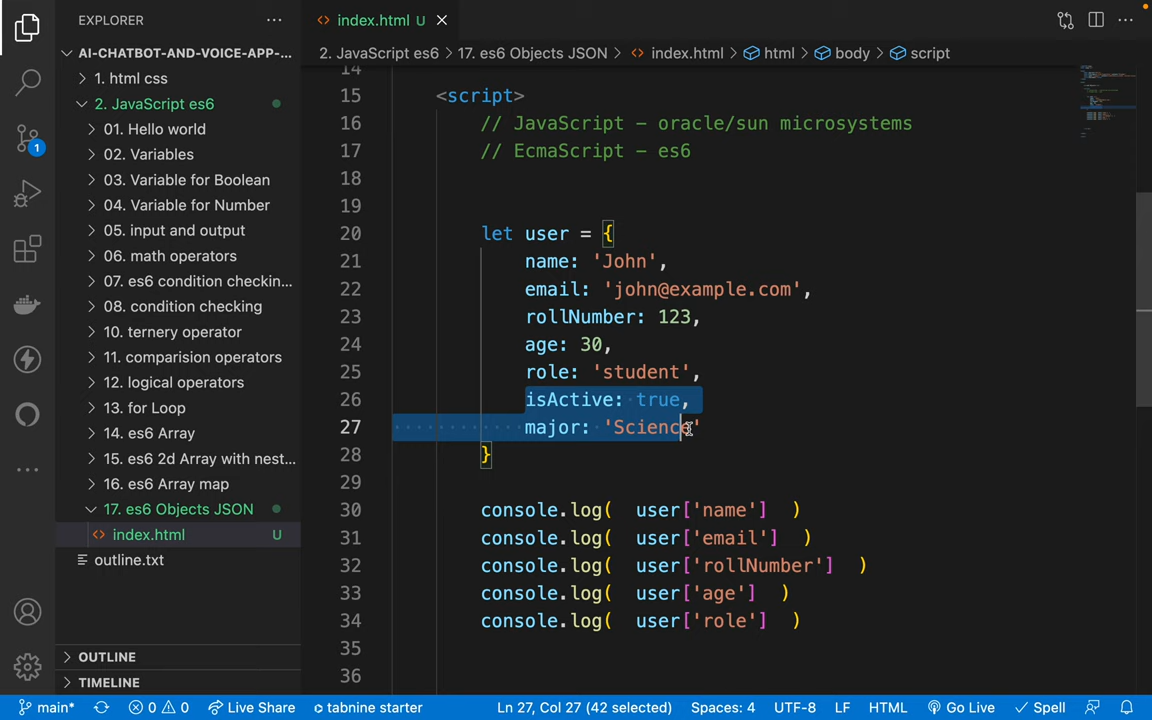 EXPLORER
index.html U
AI-CHATBOT-AND-VOICE-APP-...
2. JavaScript es6 > 17. es6 Objects JSON > index.html > html > body > script
1. html css
2. JavaScript es6
01. Hello world
02. Variables
03. Variable for Boolean
04. Variable for Number
05. input and output
06. math operators
07. es6 condition checkin...
08. condition checking
10. ternery operator
11. comparision operators
12. logical operators
13. for Loop
14. es6 Array
15. es6 2d Array with nest...
16. es6 Array map
17. es6 Objects JSON
index.html U
outline.txt
OUTLINE
TIMELINE
1
14
15 <script>
16 // JavaScript – oracle/sun microsystems
17 // EcmaScript – es6
18
19
20 let user = {
21 name: 'John',
22 email: 'john@example.com',
23 rollNumber: 123,
24 age: 30,
25 role: 'student',
26 isActive: true,
27 major: 'Science'
28 }
29
30 console.log(  user['name']  )
31 console.log(  user['email']  )
32 console.log(  user['rollNumber']  )
33 console.log(  user['age']  )
34 console.log(  user['role']  )
35
36
main* 0 0 Live Share tabnine starter Ln 27, Col 27 (42 selected) Spaces: 4 UTF-8 LF HTML Go Live Spell